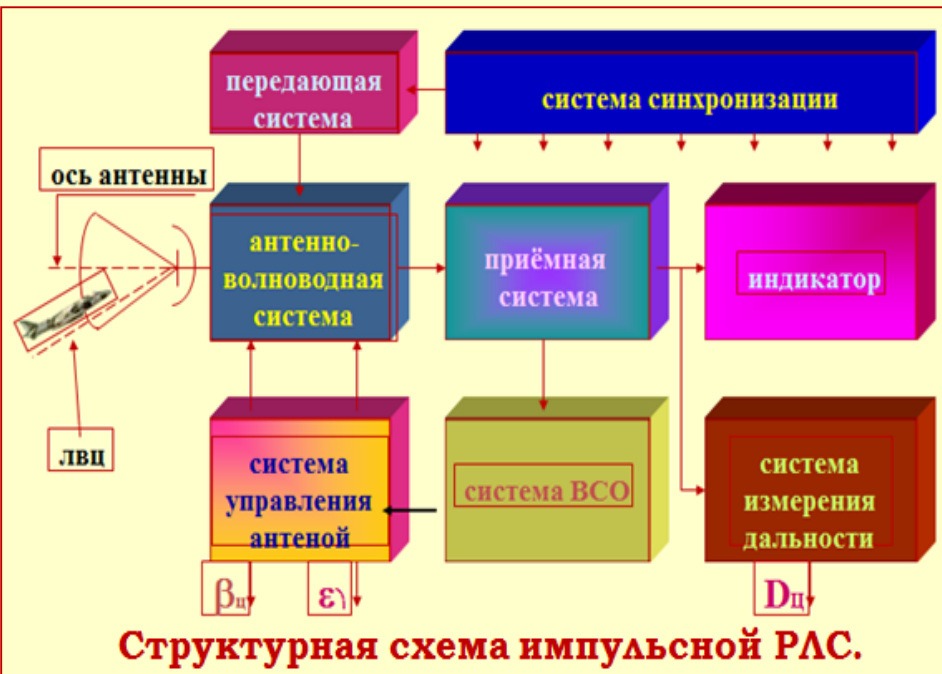 передающая
система
система синхронизации
ось антенны
антенно-
волноводная
система
приёмная
система
индикатор
лвц
система
управления
антеной
система ВСО
система
измерения
дальности
βц
ε
Dц
Структурная схема импульсной РЛС.